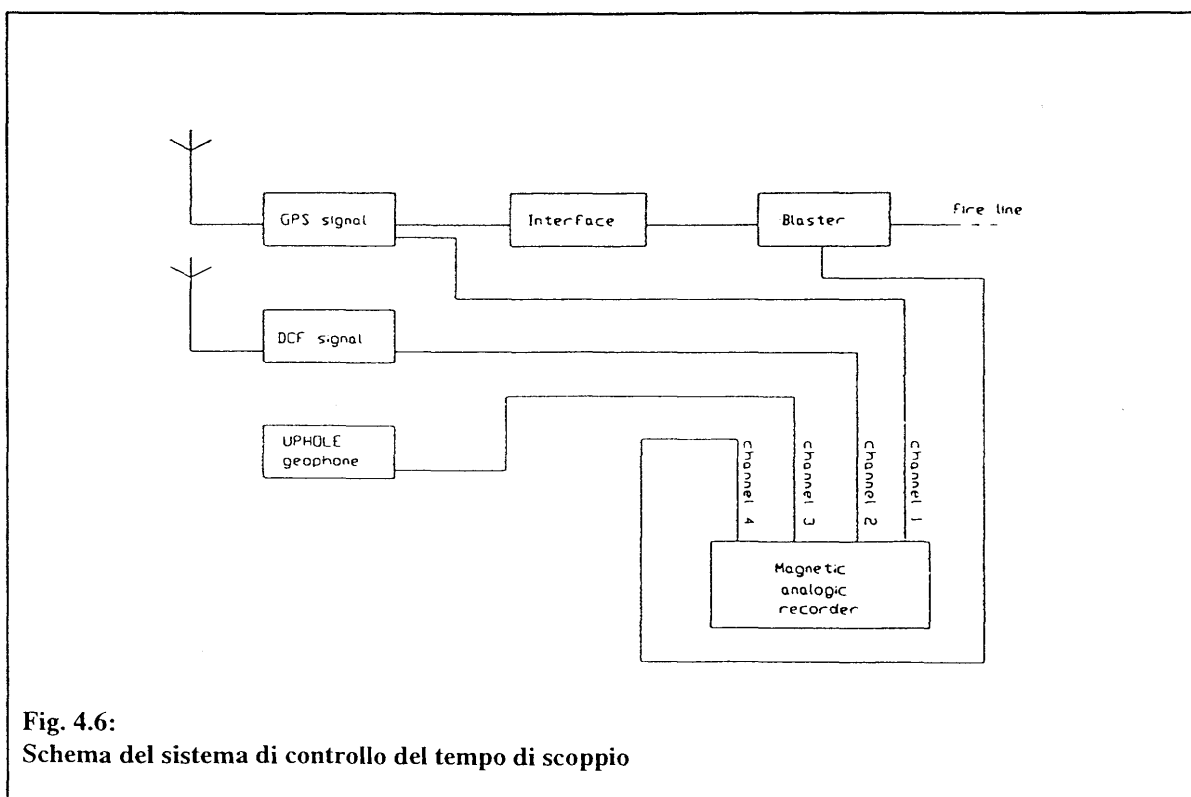 GPS signal
Interface
Blaster
fire line
DCF signal
UPHOLE
geophone
channel 4
channel 3
channel 2
channel 1
Magnetic
analogic
recorder
Fig. 4.6:
Schema del sistema di controllo del tempo di scoppio